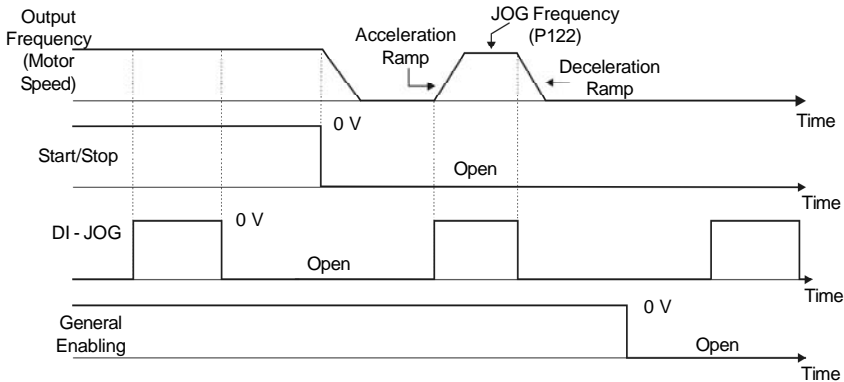 Output
Frequency
(Motor
Speed)
Acceleration
Ramp
JOG Frequency
(P122)
Deceleration
Ramp
Time
Start/Stop
0 V
Open
Time
DI - JOG
0 V
Open
Time
General
Enabling
0 V
Open
Time